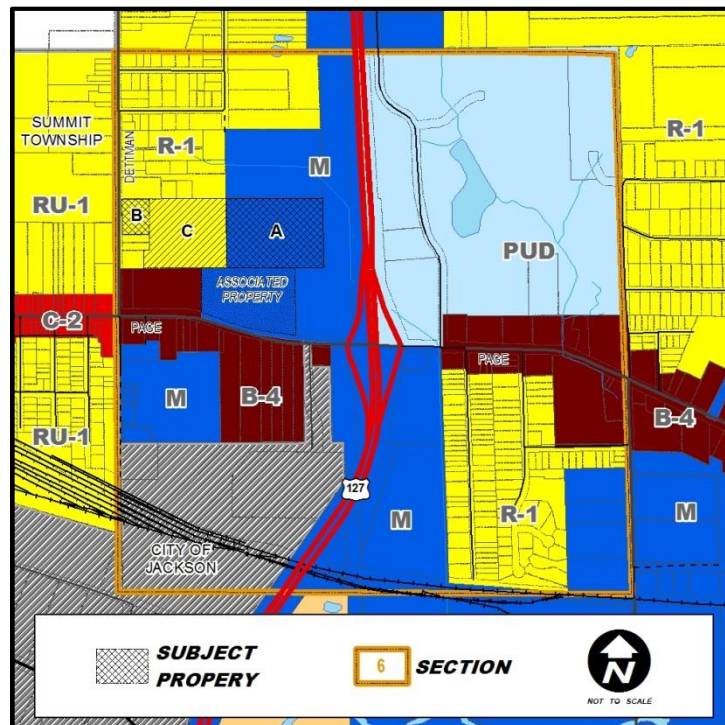 SUMMIT
TOWNSHIP
DETTMAN
R-1
M
R-1
RU-1
B
C
A
PUD
ASSOCIATED
PROPERTY
C-2
PAGE
PAGE
M
B-4
B-4
RU-1
127
M
R-1
M
CITY OF
JACKSON
SUBJECT
PROPERY
6
SECTION
N
NOT TO SCALE